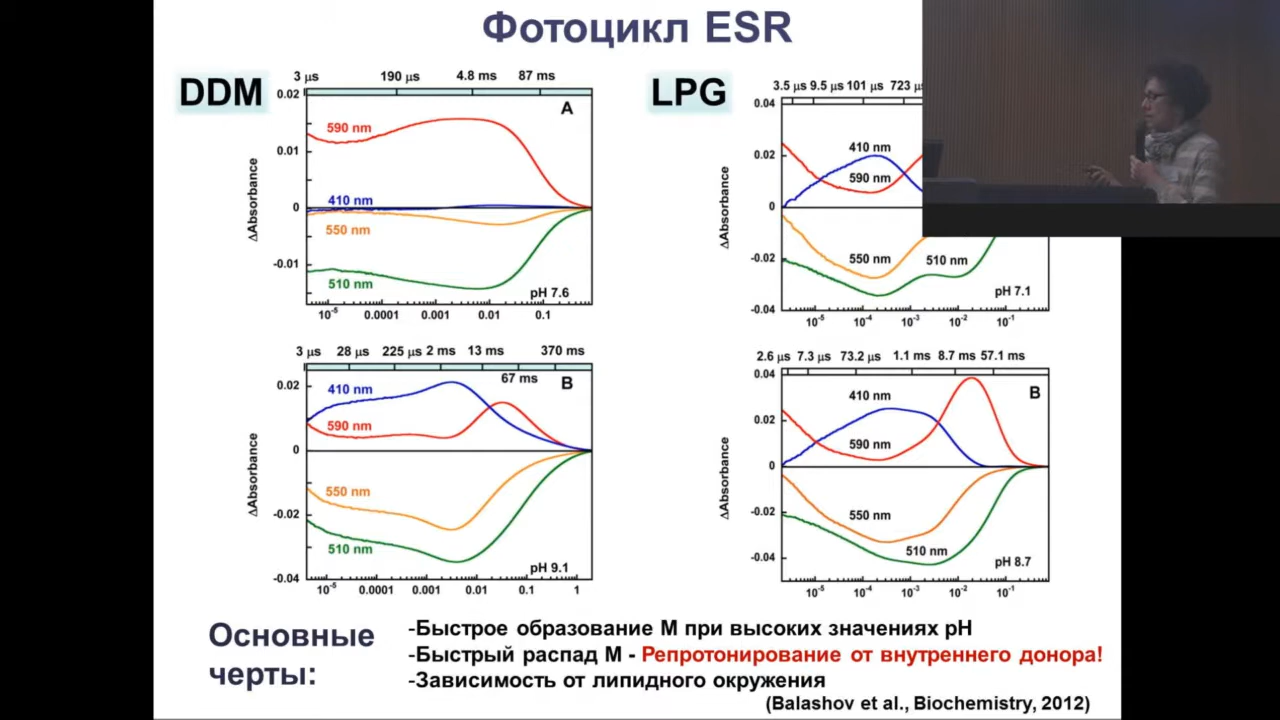 Фотоцикл ESR
DDM
3 μs 190 μs 4.8 ms 87 ms
0.02
0.01
0
-0.01
ΔAbsorbance
A
590 nm
410 nm
550 nm
510 nm
pH 7.6
10⁻⁵ 0.0001 0.001 0.01 0.1
LPG
3.5 μs 9.5 μs 101 μs 723 μs
0.04
0.02
0
-0.02
-0.04
ΔAbsorbance
410 nm
590 nm
550 nm
510 nm
pH 7.1
10⁻⁵ 10⁻⁴ 10⁻³ 10⁻² 10⁻¹
3 μs 28 μs 225 μs 2 ms 13 ms 370 ms
67 ms
0.02
0
-0.02
-0.04
ΔAbsorbance
B
410 nm
590 nm
550 nm
510 nm
pH 9.1
10⁻⁵ 0.0001 0.001 0.01 0.1 1
2.6 μs 7.3 μs 73.2 μs 1.1 ms 8.7 ms 57.1 ms
0.04
0.02
0
-0.02
-0.04
ΔAbsorbance
B
410 nm
590 nm
550 nm
510 nm
pH 8.7
10⁻⁵ 10⁻⁴ 10⁻³ 10⁻² 10⁻¹
Основные
черты:
-Быстрое образование М при высоких значениях рН
-Быстрый распад М - Репротонирование от внутреннего донора!
-Зависимость от липидного окружения
(Balashov et al., Biochemistry, 2012)